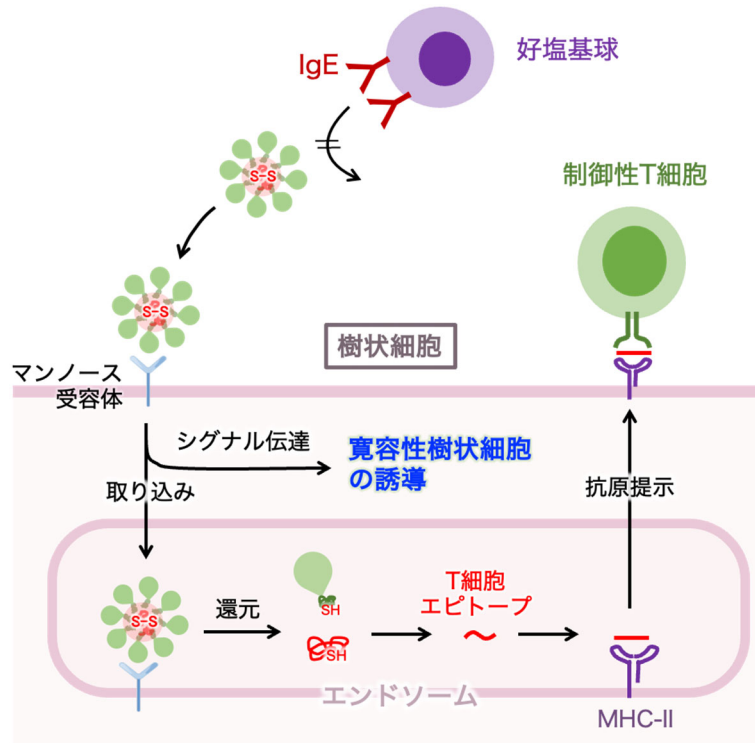 好塩基球
IgE
S-S
制御性T細胞
S-S
樹状細胞
マンノース
受容体
シグナル伝達
寛容性樹状細胞
の誘導
取り込み
抗原提示
S-S
還元
SH
SH
T細胞
エピトープ
エンドソーム
MHC-II